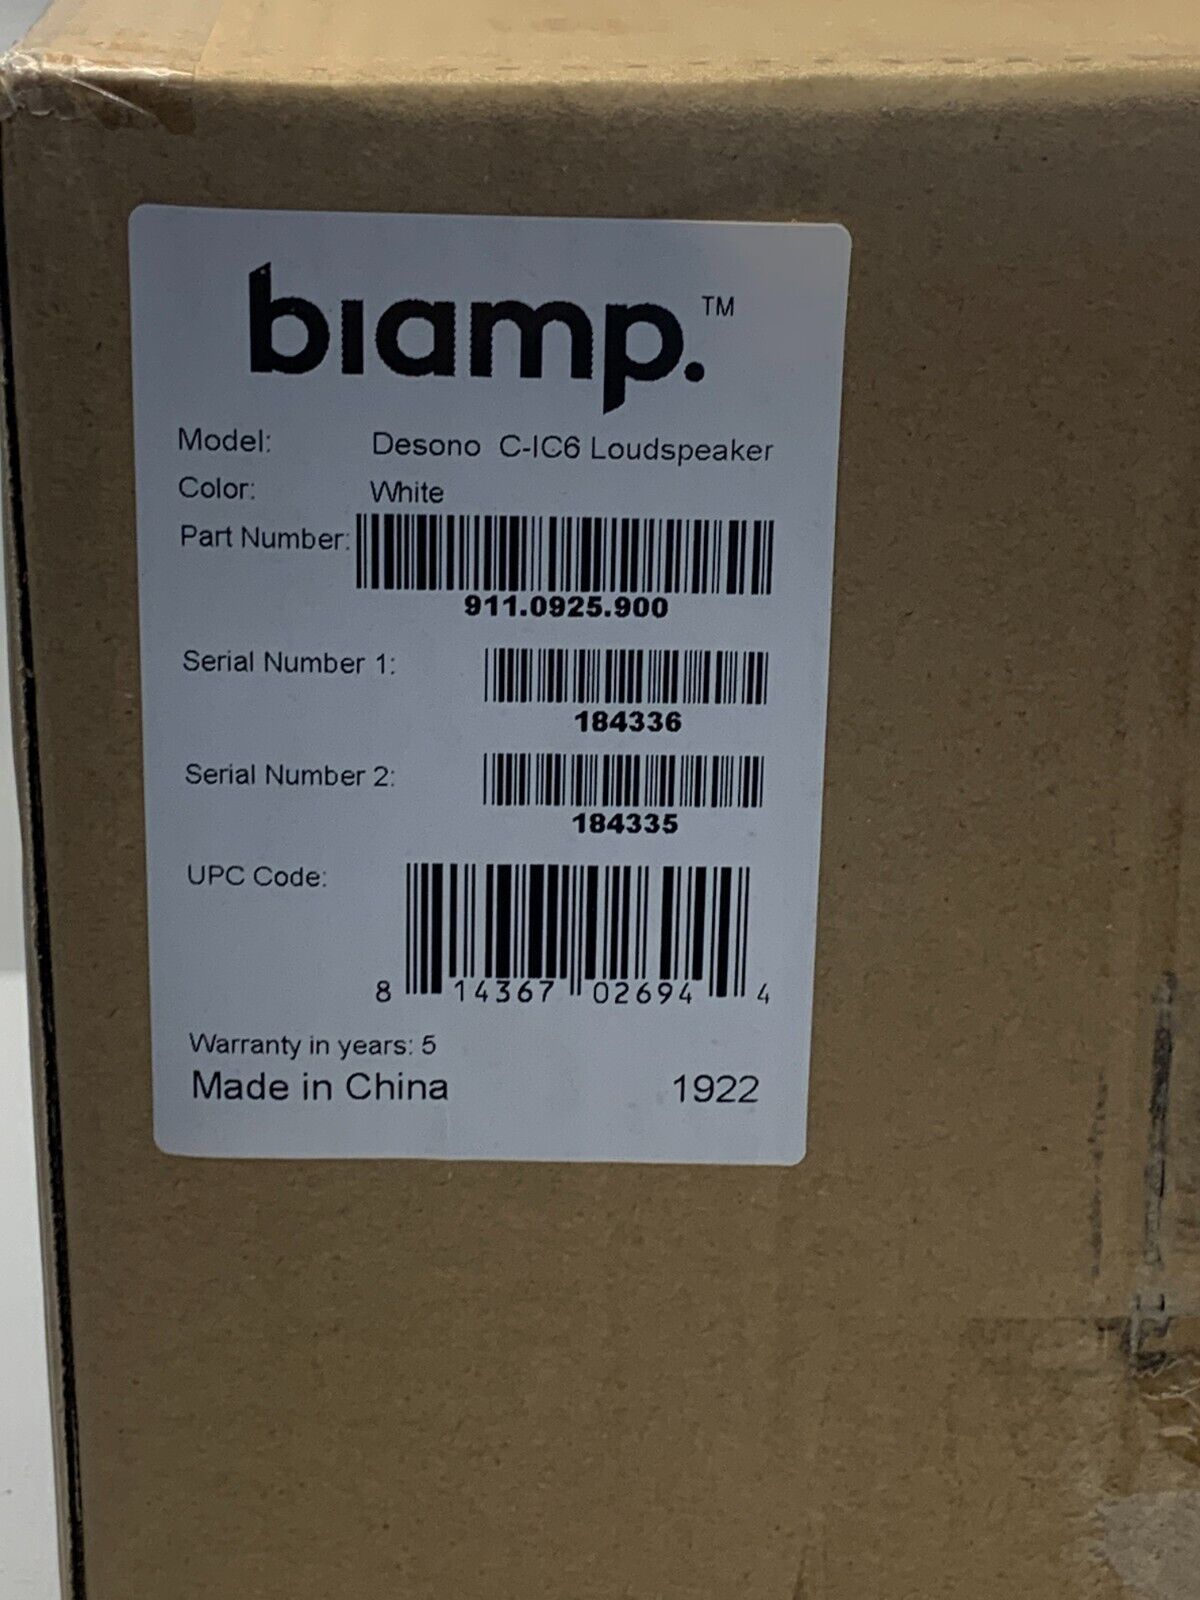 biamp.™
Model: Desono C-IC6 Loudspeaker
Color: White
Part Number:
911.0925.900
Serial Number 1:
184336
Serial Number 2:
184335
UPC Code:
8 14367 02694 4
Warranty in years: 5
Made in China 1922